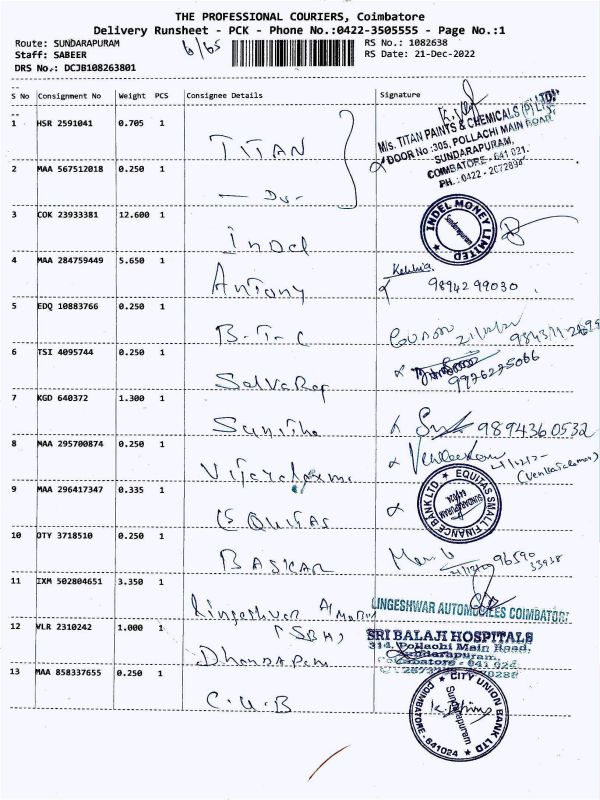 THE PROFESSIONAL COURIERS, Coimbatore
Delivery Runsheet - PCK - Phone No.:0422-3505555 - Page No.:1
Route: SUNDARAPURAM 6/65 RS No.: 1082638
Staff: SABEER RS Date: 21-Dec-2022
DRS No.: DCJB108263801
S No Consignment No Weight PCS Consignee Details Signature
1 HSR 2591041 0.705 1 TITAN
M/s. TITAN PAINTS & CHEMICALS (P) LTD.
DOOR No :305, POLLACHI MAIN ROAD
SUNDARAPURAM,
COIMBATORE - 641 021.
PH.: 0422 - 2672898
2 MAA 567512018 0.250 1 — Do -
3 COK 23933381 12.600 1 Indel
INDEL MONEY LIMITED
Sundarapuram
4 MAA 284759449 5.650 1 Antony
9894299030
5 EDQ 10883766 0.250 1 B.T.C
6 TSI 4095744 0.250 1 Selvaraj
9976225066
7 KGD 640372 1.300 1 Sunitha 9894360532
8 MAA 295700874 0.250 1
(Venkatachalam)
9 MAA 296417347 0.335 1 EQUITAS
EQUITAS SMALL FINANCE BANK LTD
SUNDARAPURAM
10 OTY 3718510 0.250 1 BASKAR
96590
33938
11 IXM 502804651 3.350 1 Lingeshwar
LINGESHWAR AUTOMOBILES COIMBATORE
12 VLR 2310242 1.000 1 (SBH)
SRI BALAJI HOSPITALS
314, Pollachi Main Road,
Sundarapuram
Coimbatore - 641 024.
13 MAA 858337655 0.250 1 C.U.B
CITY UNION BANK LTD
Sundarapuram
COIMBATORE - 641024